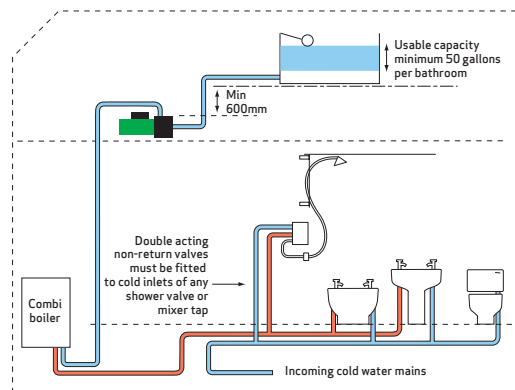 Usable capacity
minimum 50 gallons
per bathroom
Min
600mm
Double acting
non-return valves
must be fitted
to cold inlets of any
shower valve or
mixer tap
Combi
boiler
Incoming cold water mains